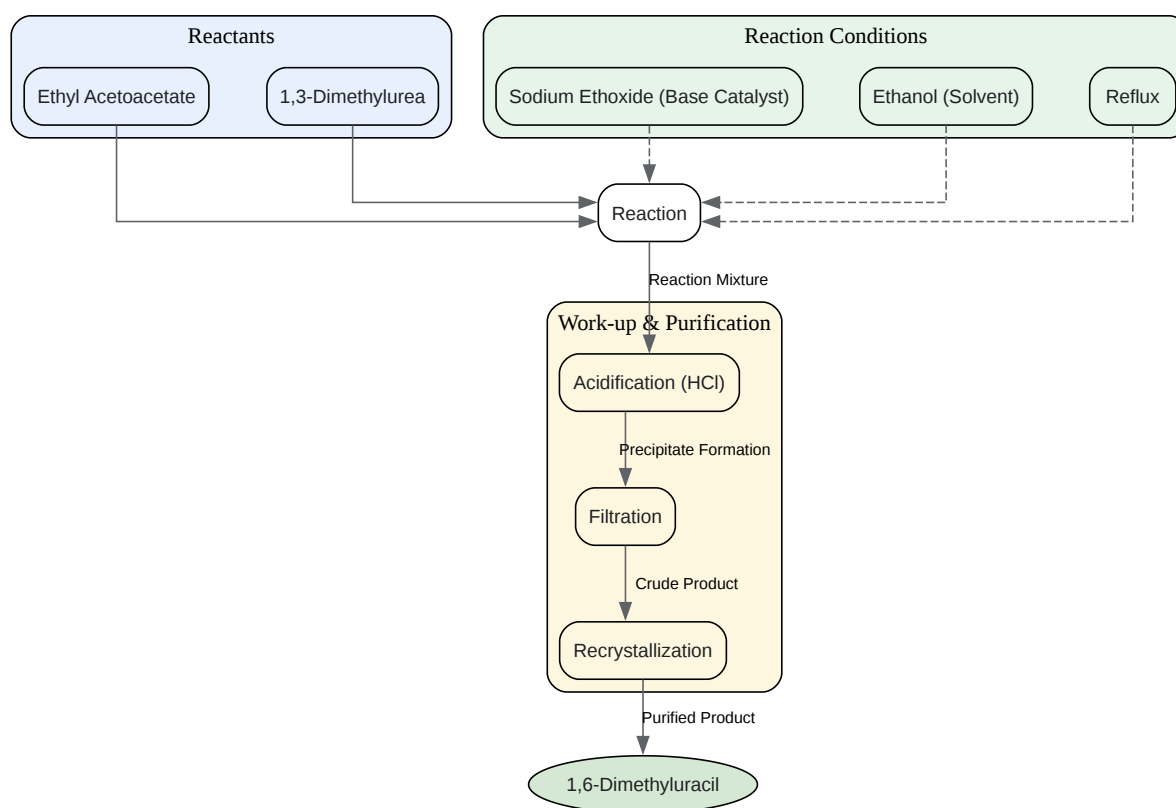 Reactants
Reaction Conditions
Ethyl Acetoacetate
1,3-Dimethylurea
Sodium Ethoxide (Base Catalyst)
Ethanol (Solvent)
Reflux
Reaction
Reaction Mixture
Work-up & Purification
Acidification (HCl)
Precipitate Formation
Filtration
Crude Product
Recrystallization
Purified Product
1,6-Dimethyluracil